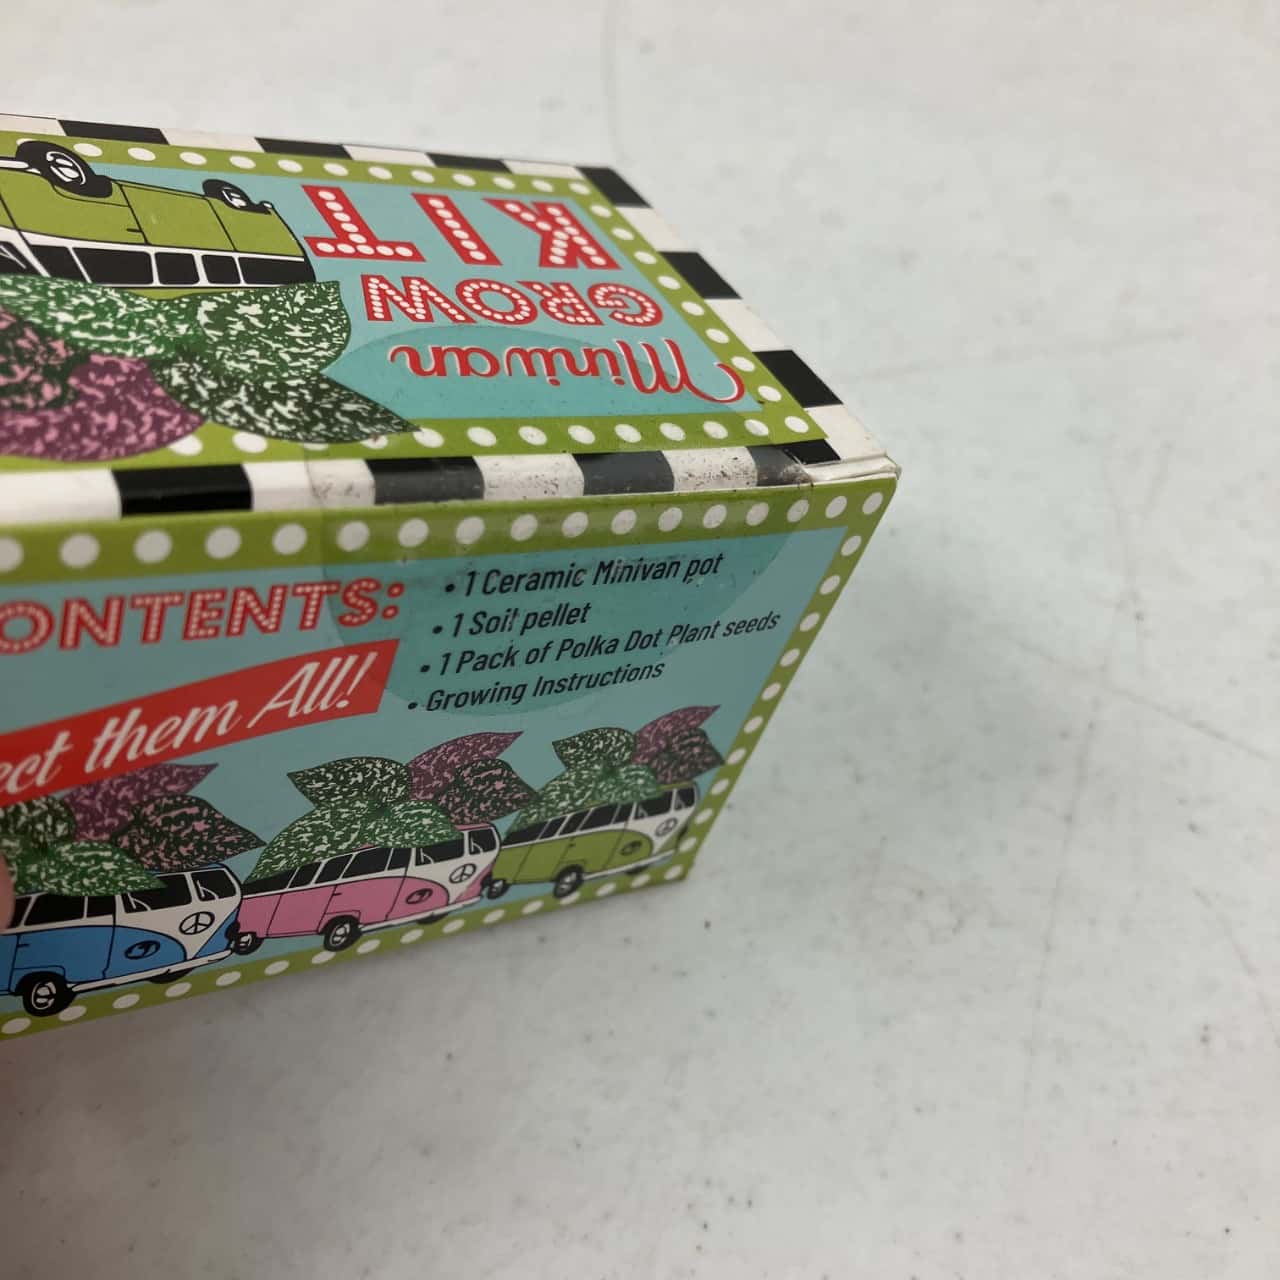 Minivan
GROW
KIT
ONTENTS:
• 1 Ceramic Minivan pot
• 1 Soil pellet
• 1 Pack of Polka Dot Plant seeds
• Growing Instructions
ect them All!